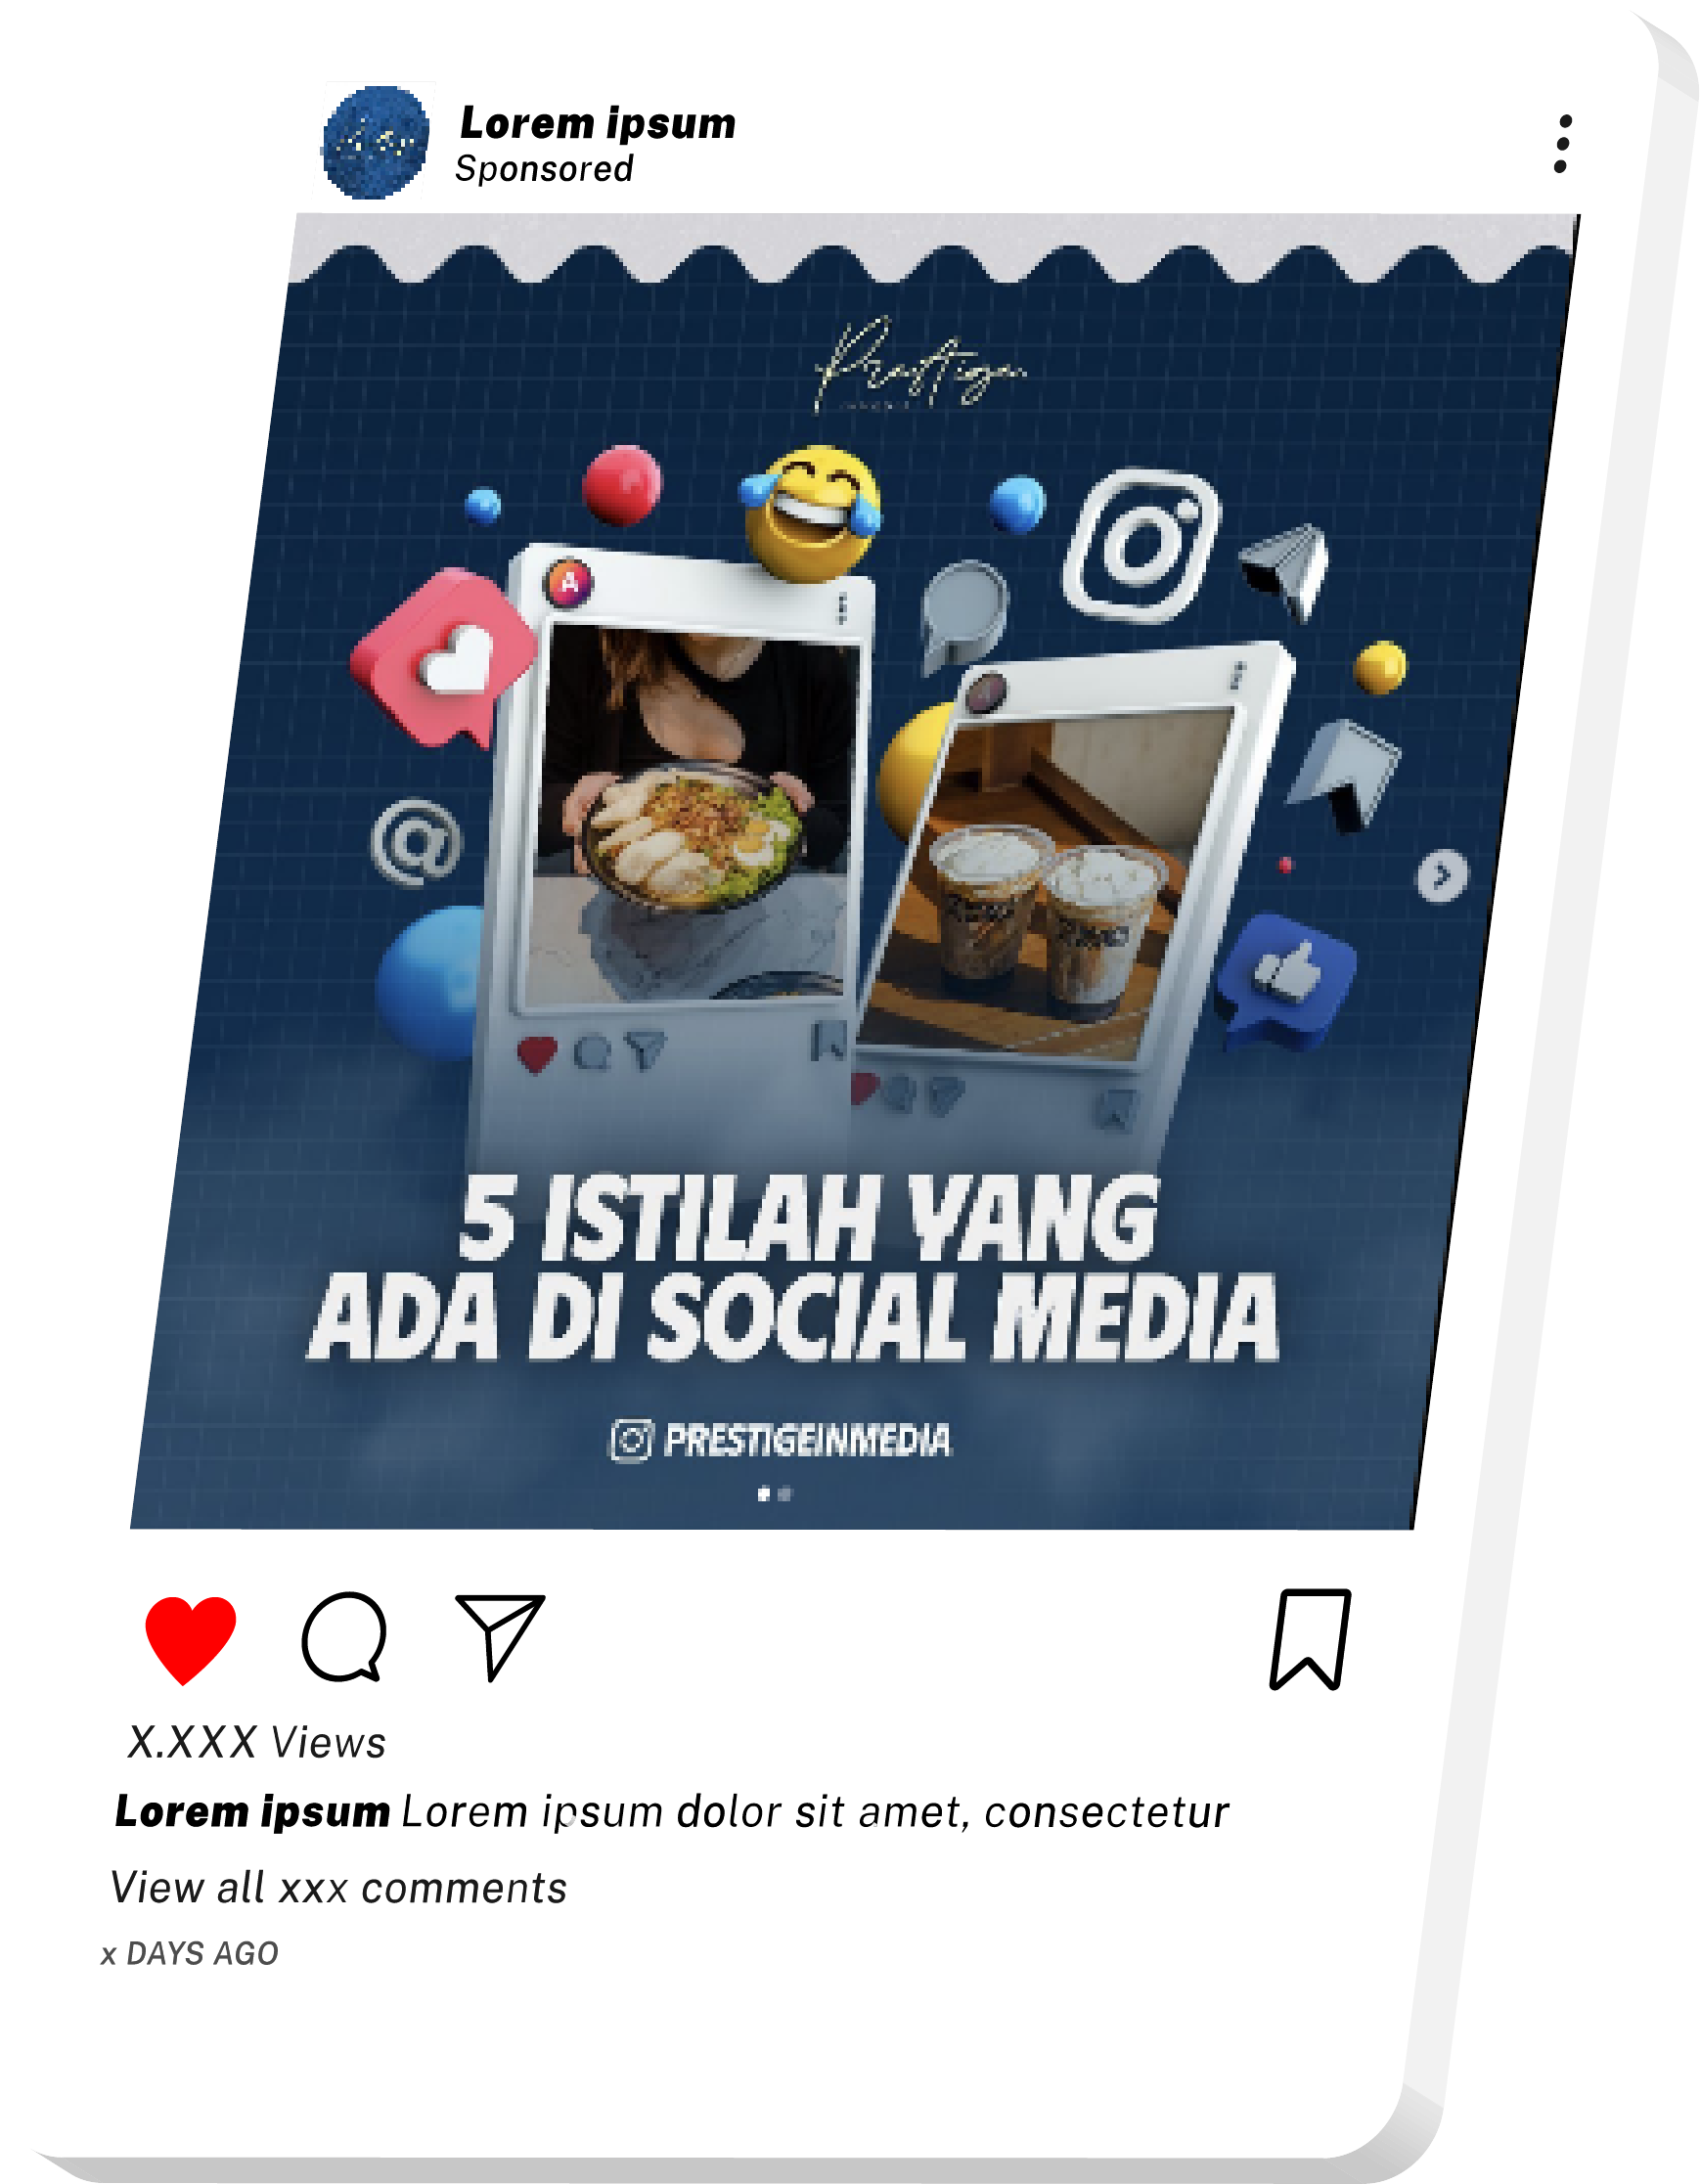 Lorem ipsum
Sponsored
Prestige
A
5 ISTILAH YANG
ADA DI SOCIAL MEDIA
PRESTIGEINMEDIA
X.XXX Views
Lorem ipsum Lorem ipsum dolor sit amet, consectetur
View all xxx comments
x DAYS AGO